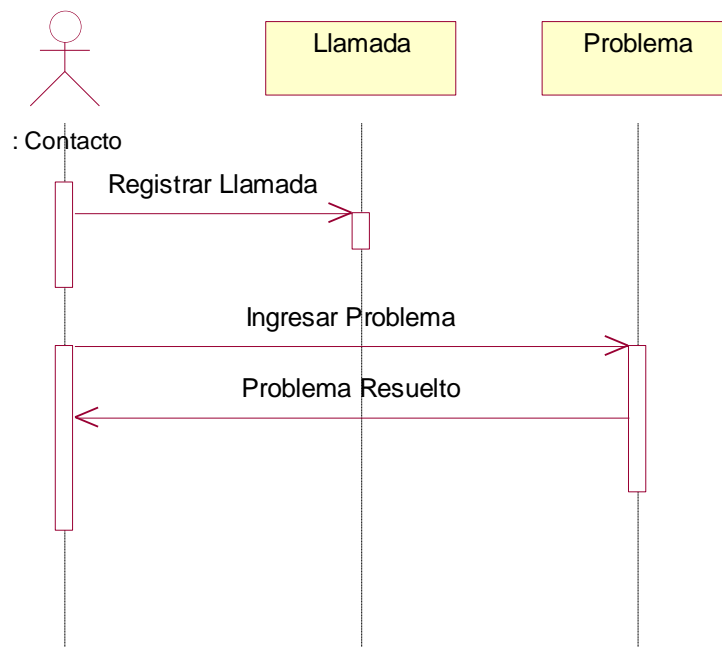 Llamada
Problema
: Contacto
Registrar Llamada
Ingresar Problema
Problema Resuelto